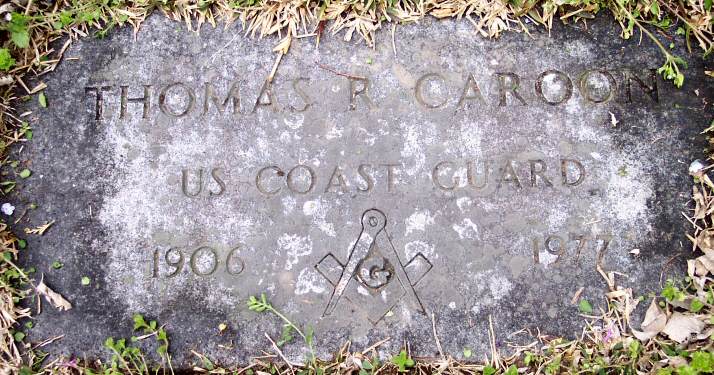 THOMAS R CAROON
US COAST GUARD
1906 1977
G